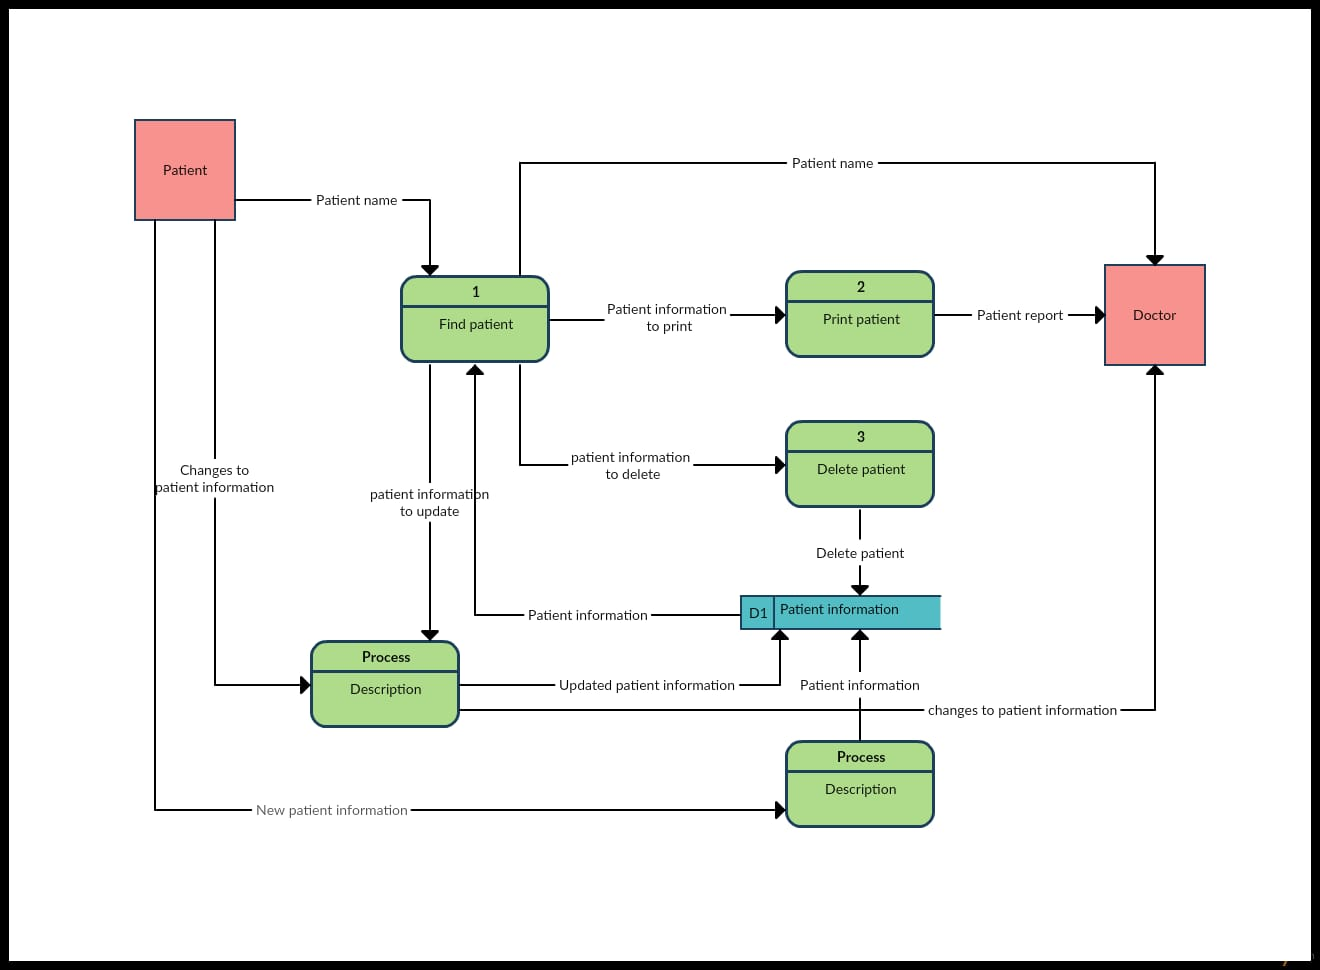 Patient
Patient name
Patient name
1
Find patient
Patient information
to print
2
Print patient
Patient report
Doctor
3
Delete patient
patient information
to delete
Changes to
patient information
patient information
to update
Delete patient
D1 Patient information
Patient information
Process
Description
Updated patient information
Patient information
changes to patient information
Process
Description
New patient information